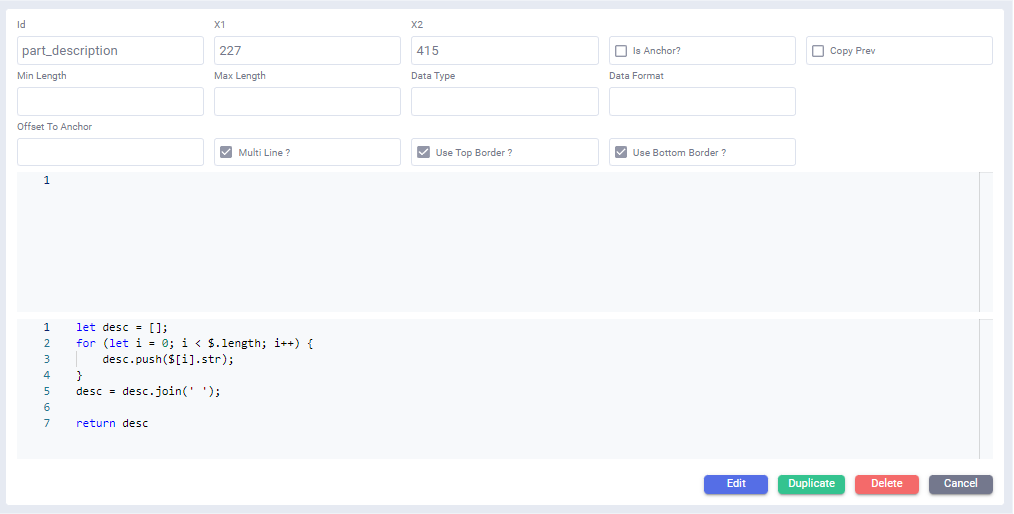 Id X1 X2
part_description 227 415 Is Anchor? Copy Prev
Min Length Max Length Data Type Data Format
Offset To Anchor
Multi Line ? Use Top Border ? Use Bottom Border ?
1
1 let desc = [];
2 for (let i = 0; i < $.length; i++) {
3     desc.push($[i].str);
4 }
5 desc = desc.join(' ');
6
7 return desc
Edit Duplicate Delete Cancel